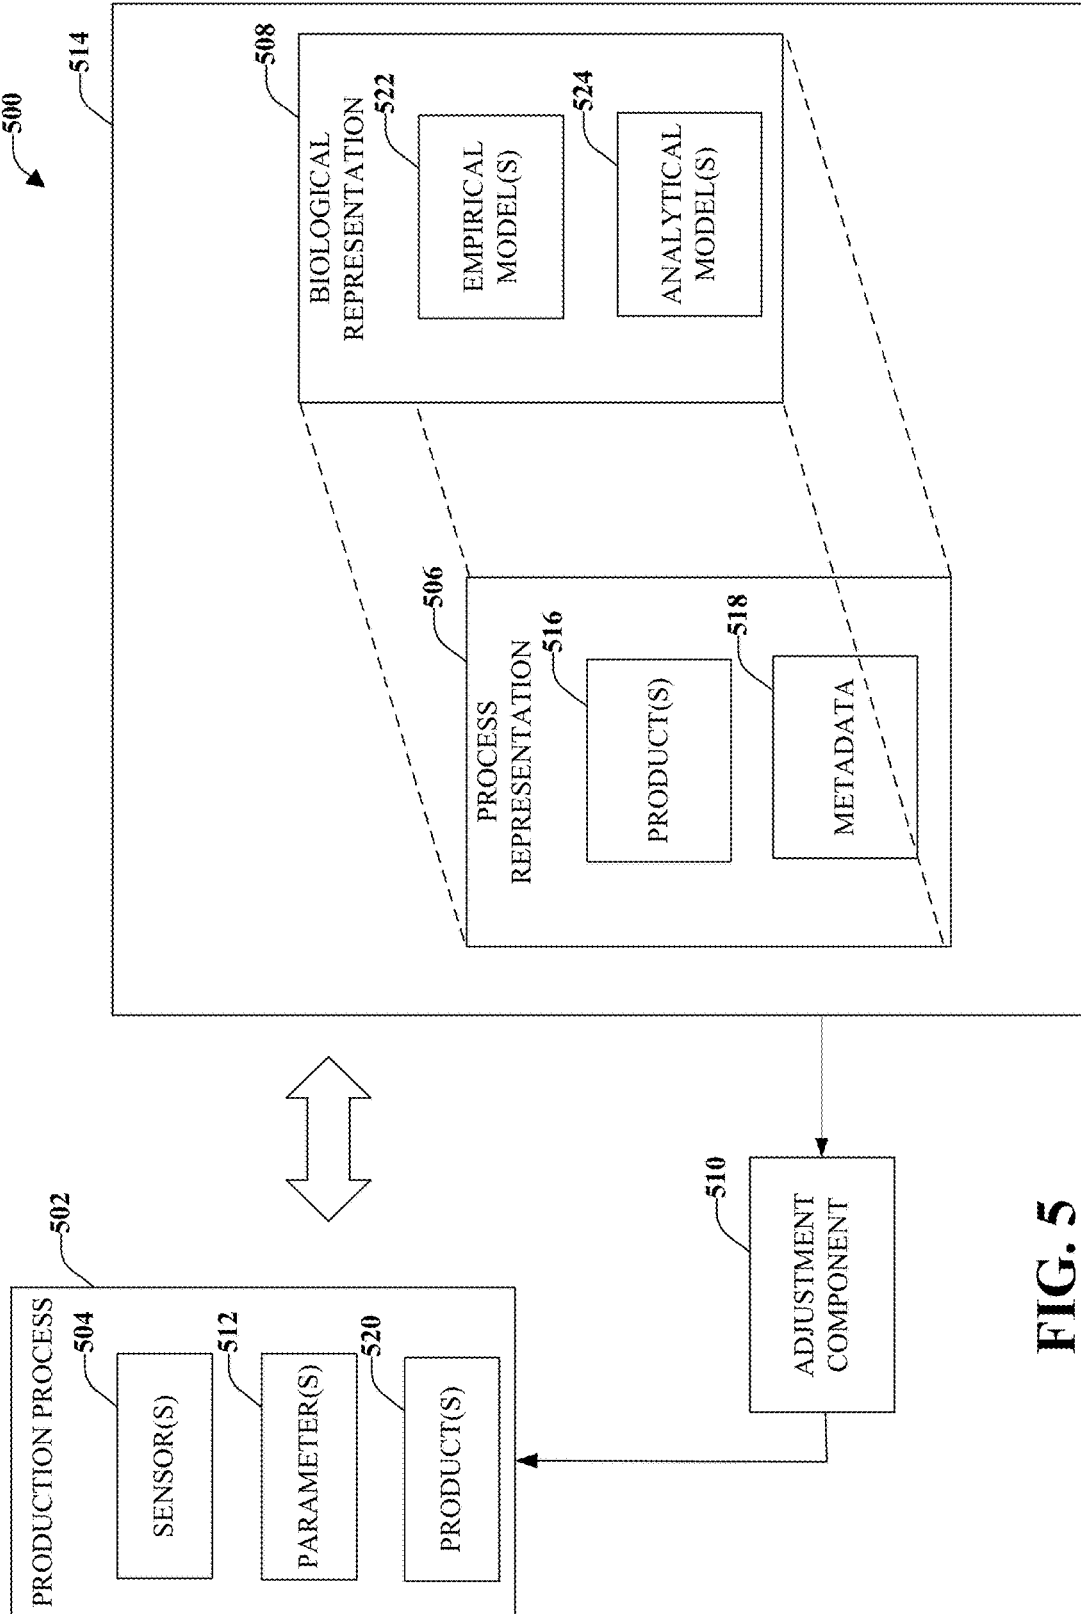 500
514
502
PRODUCTION PROCESS
504
SENSOR(S)
512
PARAMETER(S)
520
PRODUCT(S)
506
PROCESS
REPRESENTATION
516
PRODUCT(S)
518
METADATA
508
BIOLOGICAL
REPRESENTATION
522
EMPIRICAL
MODEL(S)
524
ANALYTICAL
MODEL(S)
510
ADJUSTMENT
COMPONENT
FIG. 5